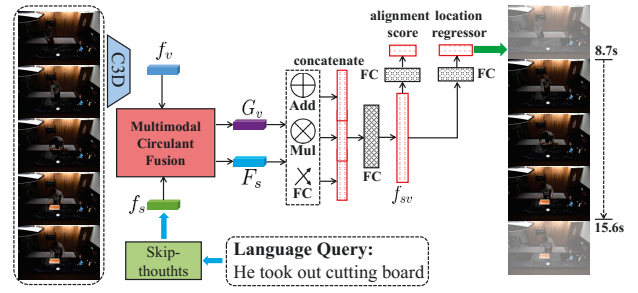 C3D
f_v
Multimodal
Circulant
Fusion
f_s
Skip-
thouthts
G_v
F_s
Add
Mul
FC
concatenate
FC
f_sv
alignment
score
FC
location
regressor
FC
8.7s
15.6s
Language Query:
He took out cutting board